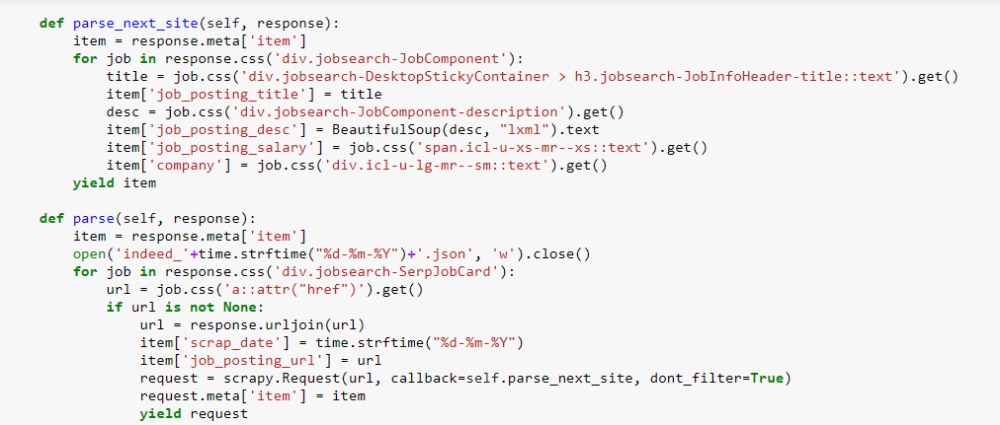 def parse_next_site(self, response):
    item = response.meta['item']
    for job in response.css('div.jobsearch-JobComponent'):
        title = job.css('div.jobsearch-DesktopStickyContainer > h3.jobsearch-JobInfoHeader-title::text').get()
        item['job_posting_title'] = title
        desc = job.css('div.jobsearch-JobComponent-description').get()
        item['job_posting_desc'] = BeautifulSoup(desc, "lxml").text
        item['job_posting_salary'] = job.css('span.icl-u-xs-mr--xs::text').get()
        item['company'] = job.css('div.icl-u-lg-mr--sm::text').get()
    yield item

def parse(self, response):
    item = response.meta['item']
    open('indeed_'+time.strftime("%d-%m-%Y")+'.json', 'w').close()
    for job in response.css('div.jobsearch-SerpJobCard'):
        url = job.css('a::attr("href")').get()
        if url is not None:
            url = response.urljoin(url)
            item['scrap_date'] = time.strftime("%d-%m-%Y")
            item['job_posting_url'] = url
            request = scrapy.Request(url, callback=self.parse_next_site, dont_filter=True)
            request.meta['item'] = item
            yield request